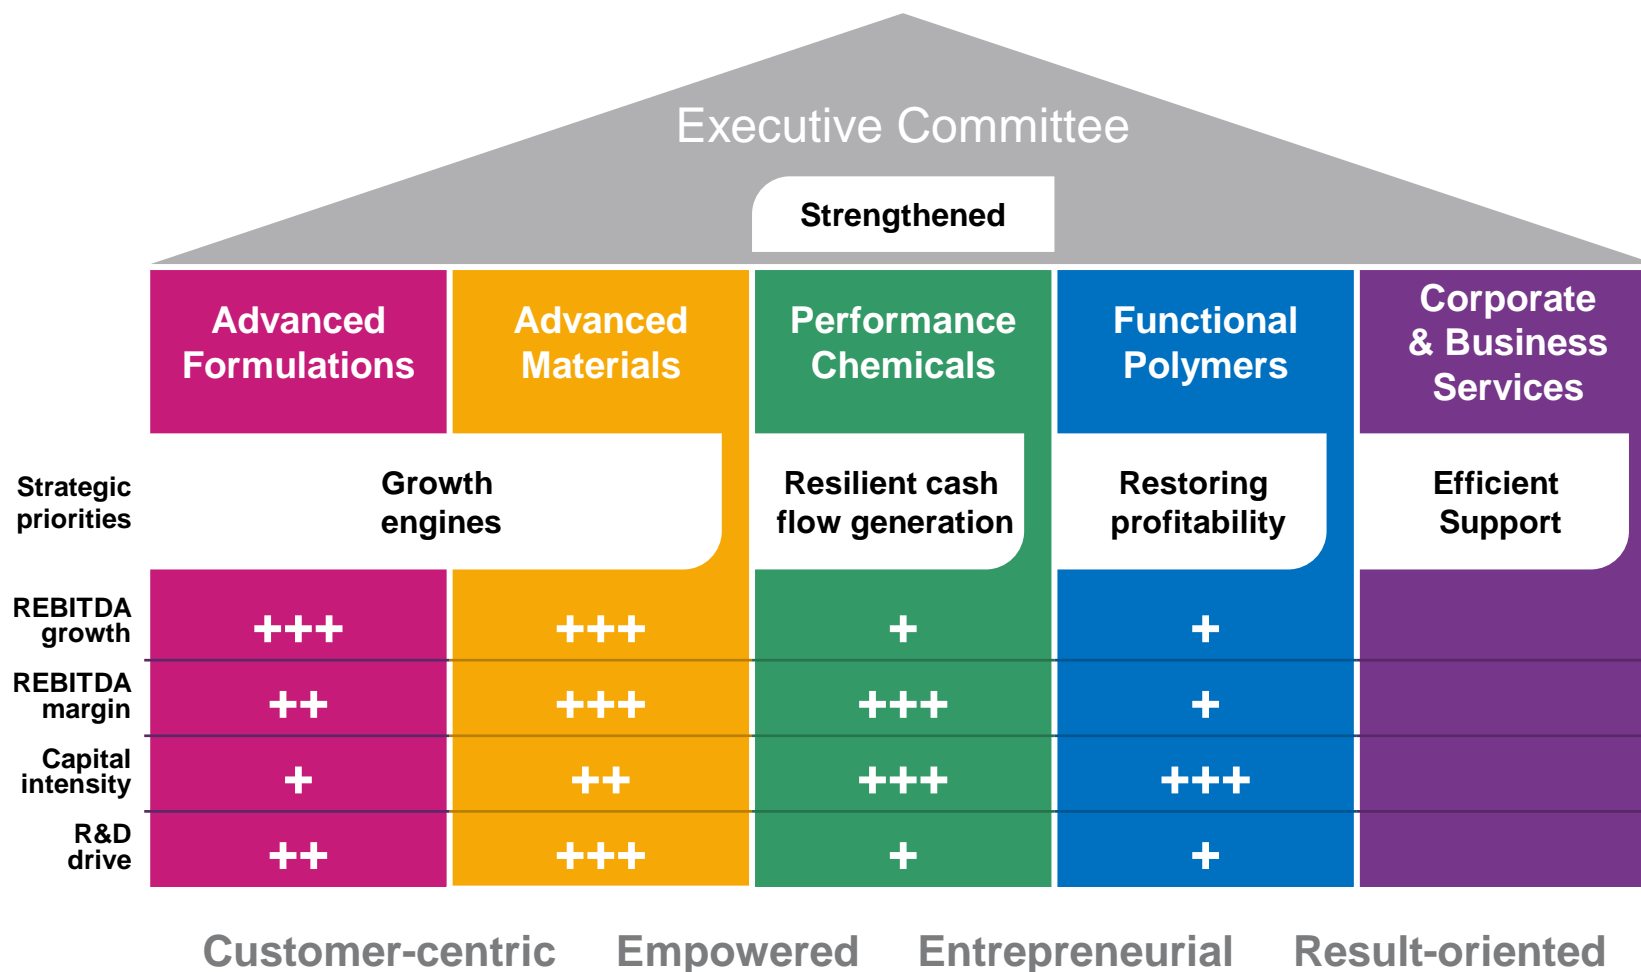 Executive Committee
Strengthened
Advanced
Formulations
Advanced
Materials
Performance
Chemicals
Functional
Polymers
Corporate
& Business
Services
Strategic
priorities
Growth
engines
Resilient cash
flow generation
Restoring
profitability
Efficient
Support
REBITDA
growth
+++
+++
+
+
REBITDA
margin
++
+++
+++
+
Capital
intensity
+
++
+++
+++
R&D
drive
++
+++
+
+
Customer-centric
Empowered
Entrepreneurial
Result-oriented